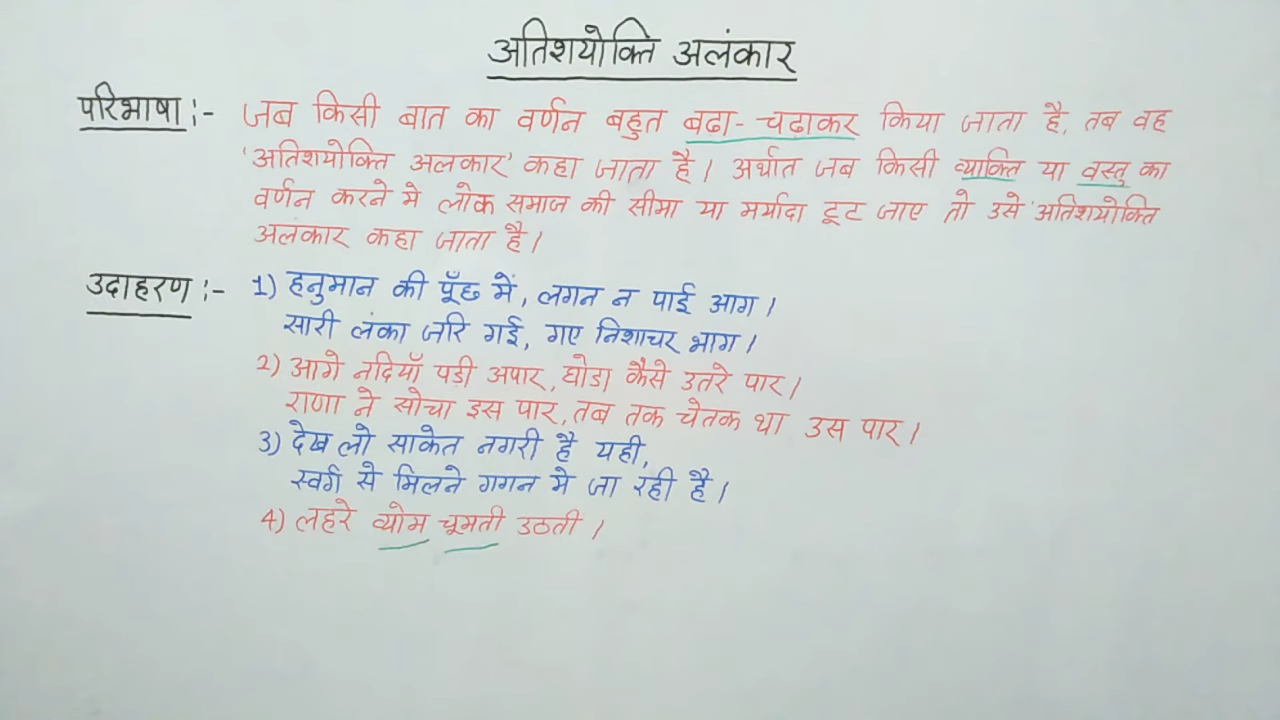 अतिशयोक्ति अलंकार
परिभाषा :- जब किसी बात का वर्णन बहुत बढा-चढाकर किया जाता है, तब वह
'अतिशयोक्ति अलकार' कहा जाता है। अर्थात जब किसी व्याक्ति या वस्तु का
वर्णन करने मे लोक समाज की सीमा या मर्यादा टूट जाए तो उसे 'अतिशयोक्ति
अलंकार कहा जाता है।
उदाहरण :- 1) हनुमान की पूँछ में, लगन न पाई आग।
सारी लंका जरि गई, गए निशाचर भाग।
2) आगे नदियाँ पडी अपार, घोडा कैसे उतरे पार।
राणा ने सोचा इस पार, तब तक चेतक था उस पार।
3) देख लो साकेत नगरी है यही,
स्वर्ग से मिलने गगन मे जा रही है।
4) लहरे व्योम चूमती उठती।